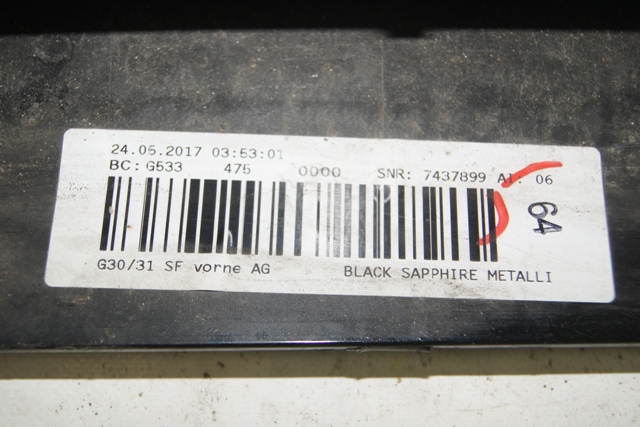 24.05.2017 03:53:01
BC: G533 475 0000 SNR: 7437899 AI: 06
64
G30/31 SF vorne AG BLACK SAPPHIRE METALLI